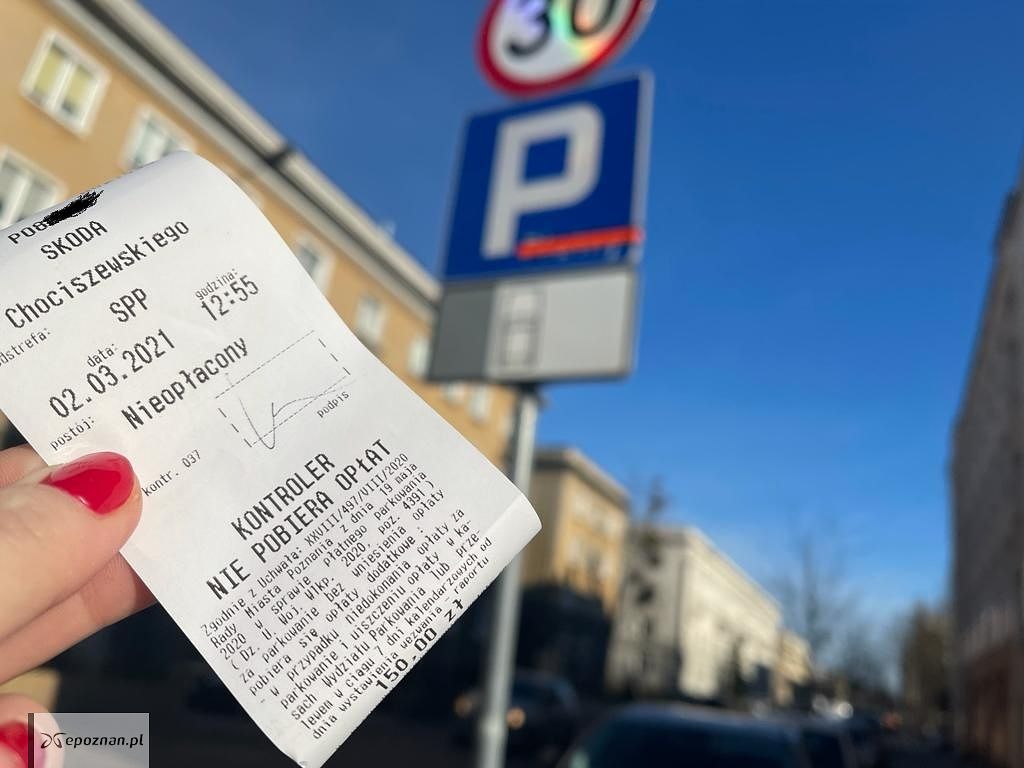 30
P
POB
SKODA
Chociszewskiego
SPP
data:
godzina:
02.03.2021
12:55
postój:
Nieopłacony
podpis
kontr. 037
KONTROLER
NIE POBIERA OPŁAT
Zgodnie z Uchwałą: XXVIII/497/VIII/2020
Rady Miasta Poznania z dnia 19 maja
2020 w sprawie płatnego parkowania
( Dz. U Woj. Wlkp. 2020 poz. 4391 )
Za parkowanie bez wniesienia opłaty
pobiera się opłaty dodatkowe :
- w przypadku niedokonania opłaty za
parkowanie i uiszczeniu opłaty w ka-
sach Wydziału Parkowania lub prze-
lewem w ciągu 7 dni kalendarzowych od
dnia wystawienia wezwania / raportu
150.00 zł
epoznan.pl